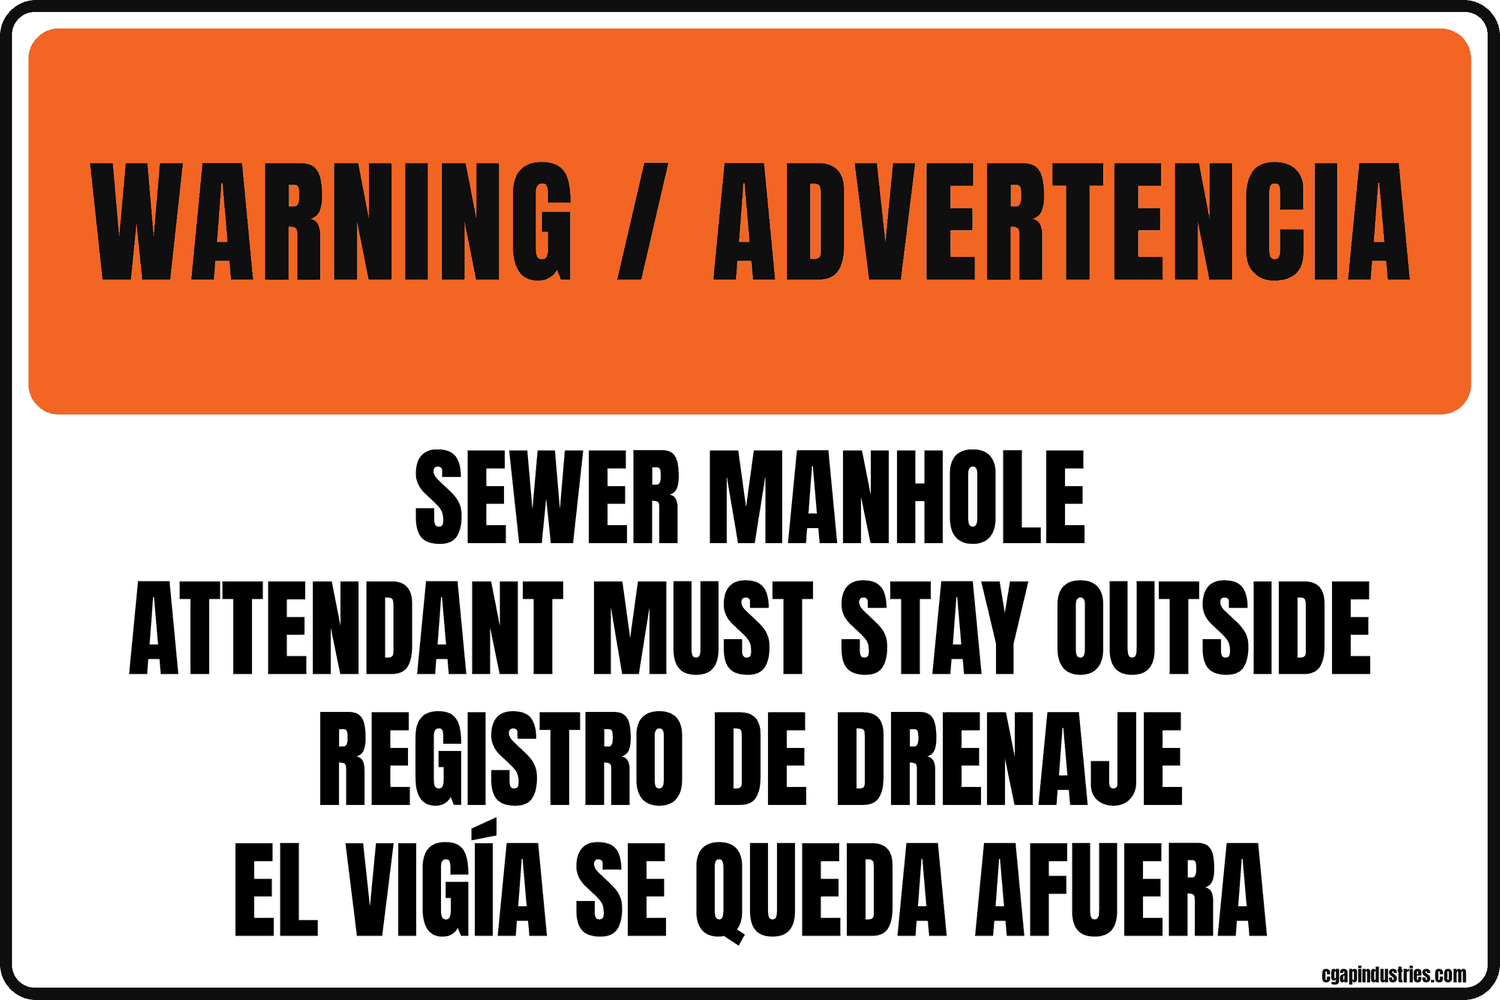 WARNING / ADVERTENCIA
SEWER MANHOLE
ATTENDANT MUST STAY OUTSIDE
REGISTRO DE DRENAJE
EL VIGÍA SE QUEDA AFUERA
cgapindustries.com